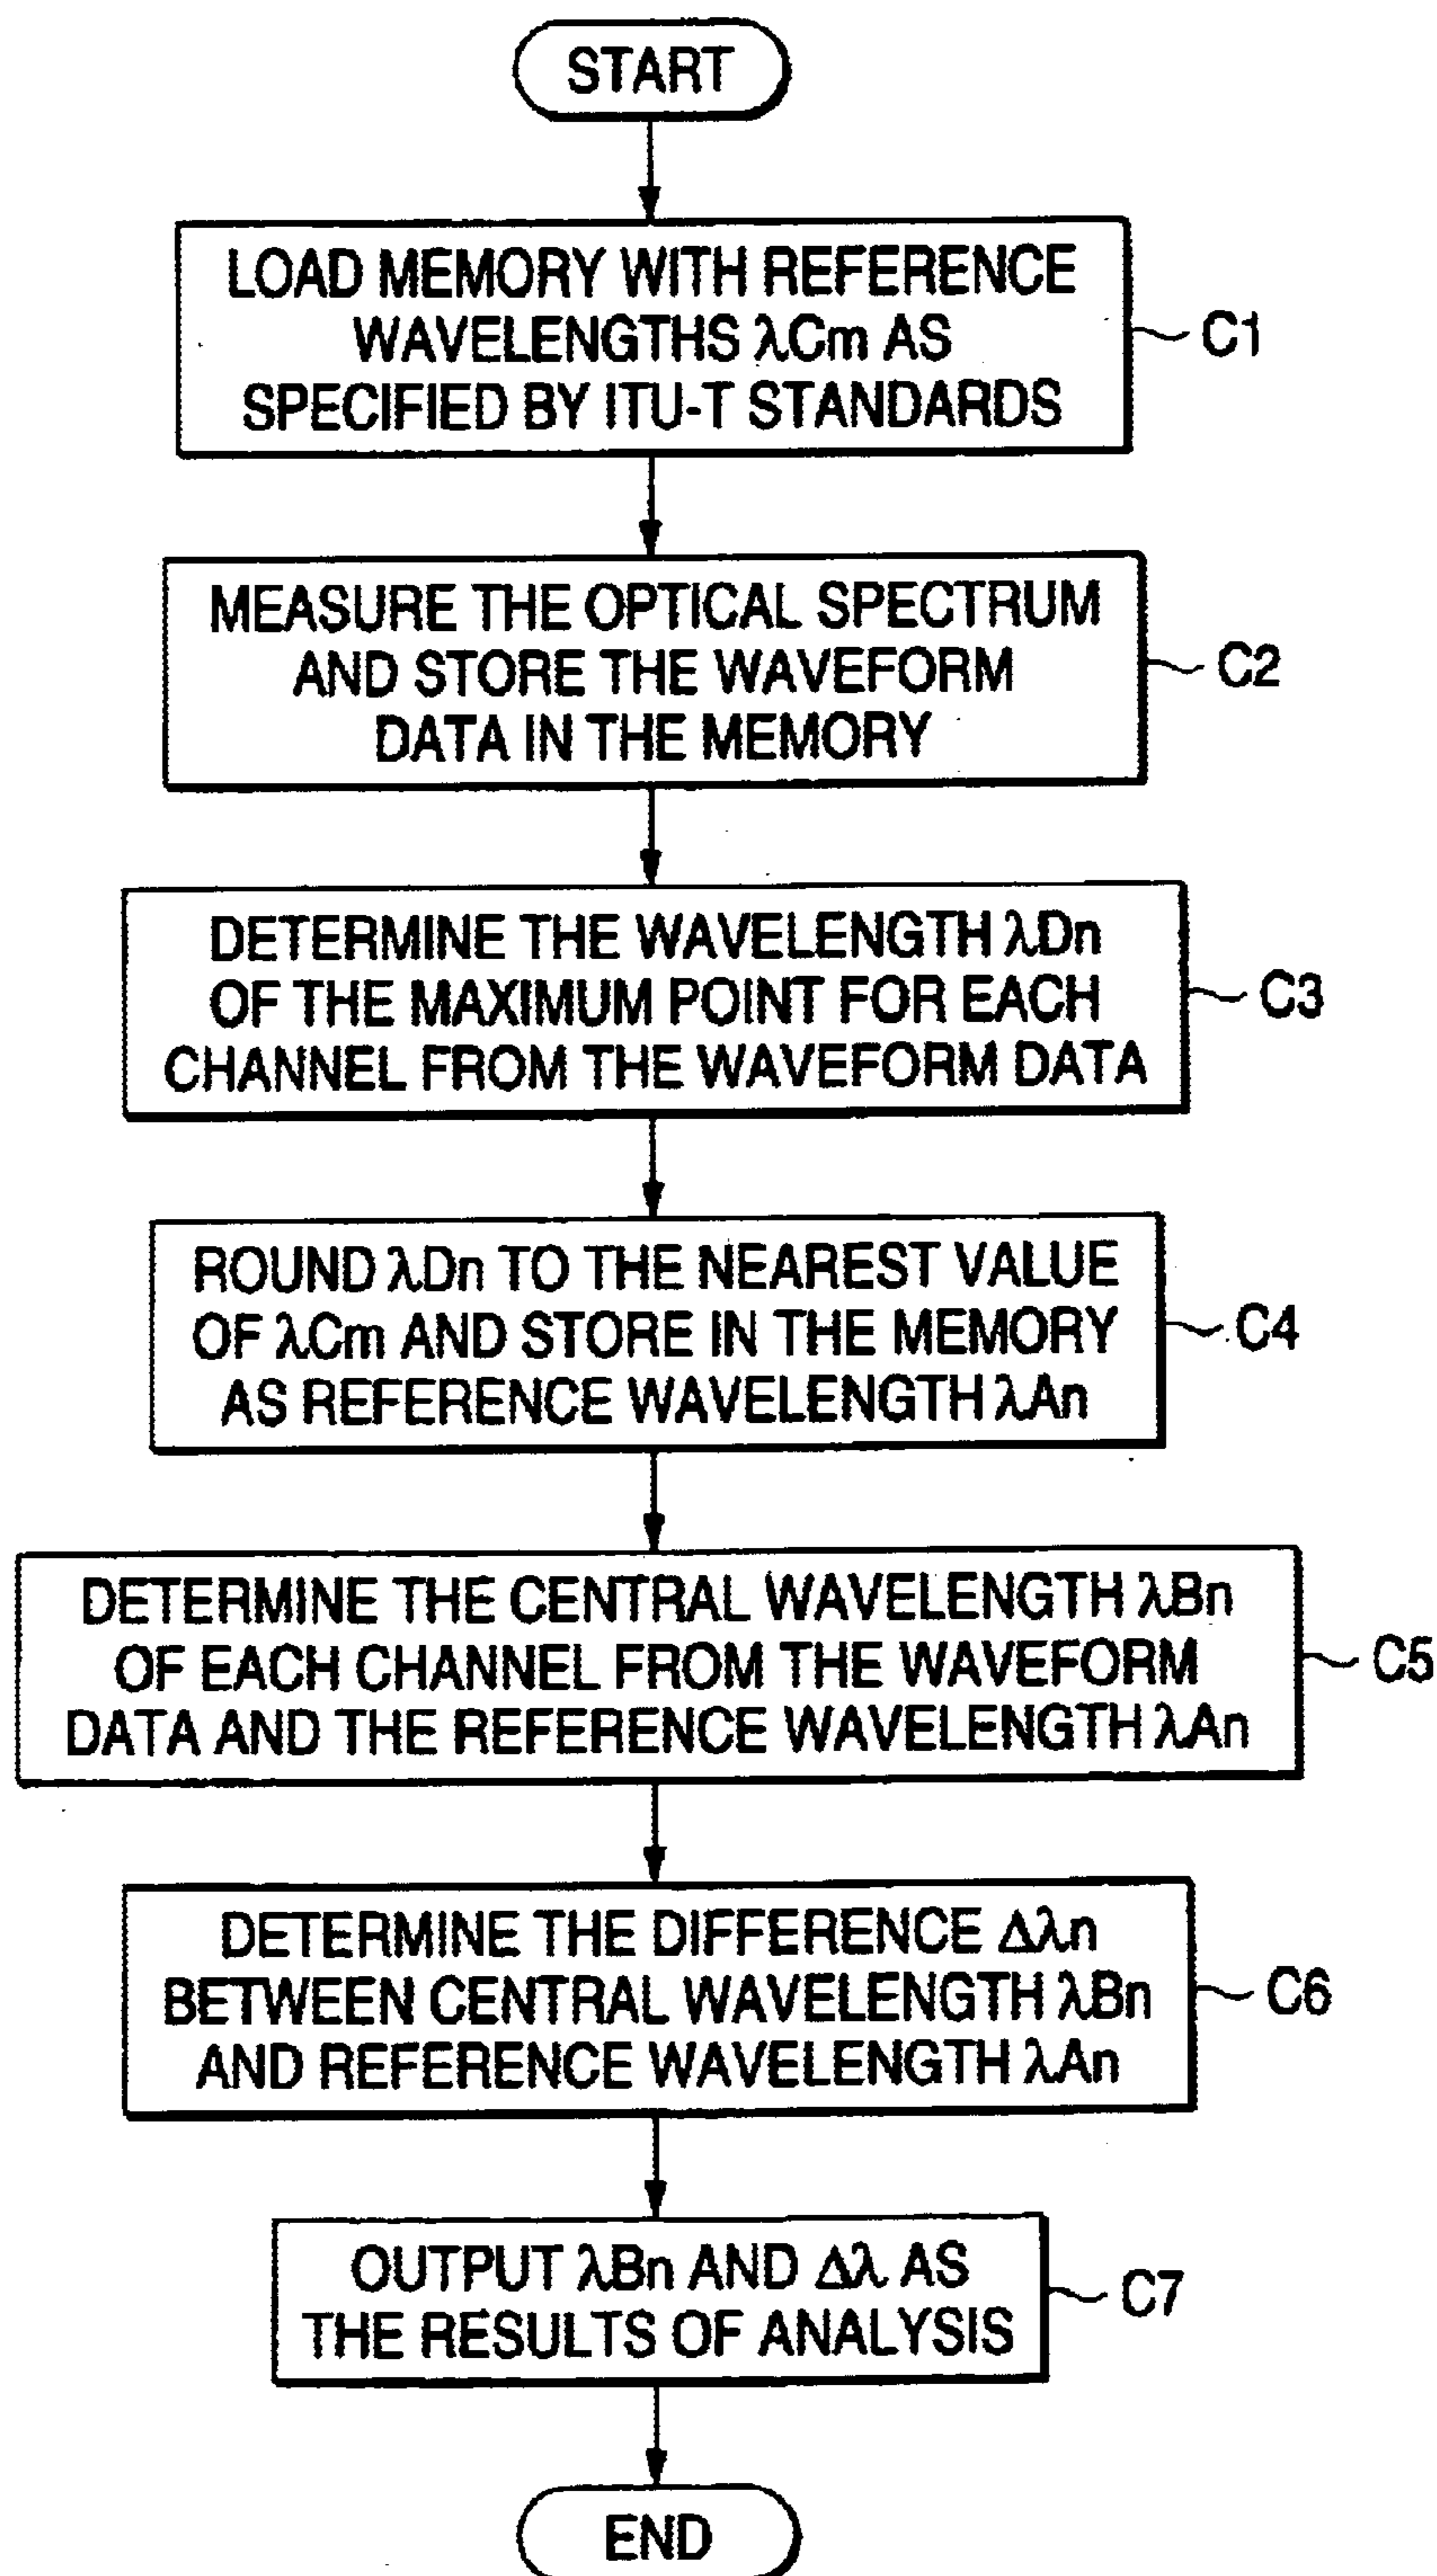 START
LOAD MEMORY WITH REFERENCE
WAVELENGTHS λCm AS
SPECIFIED BY ITU-T STANDARDS
C1
MEASURE THE OPTICAL SPECTRUM
AND STORE THE WAVEFORM
DATA IN THE MEMORY
C2
DETERMINE THE WAVELENGTH λDn
OF THE MAXIMUM POINT FOR EACH
CHANNEL FROM THE WAVEFORM DATA
C3
ROUND λDn TO THE NEAREST VALUE
OF λCm AND STORE IN THE MEMORY
AS REFERENCE WAVELENGTH λAn
C4
DETERMINE THE CENTRAL WAVELENGTH λBn
OF EACH CHANNEL FROM THE WAVEFORM
DATA AND THE REFERENCE WAVELENGTH λAn
C5
DETERMINE THE DIFFERENCE Δλn
BETWEEN CENTRAL WAVELENGTH λBn
AND REFERENCE WAVELENGTH λAn
C6
OUTPUT λBn AND Δλ AS
THE RESULTS OF ANALYSIS
C7
END